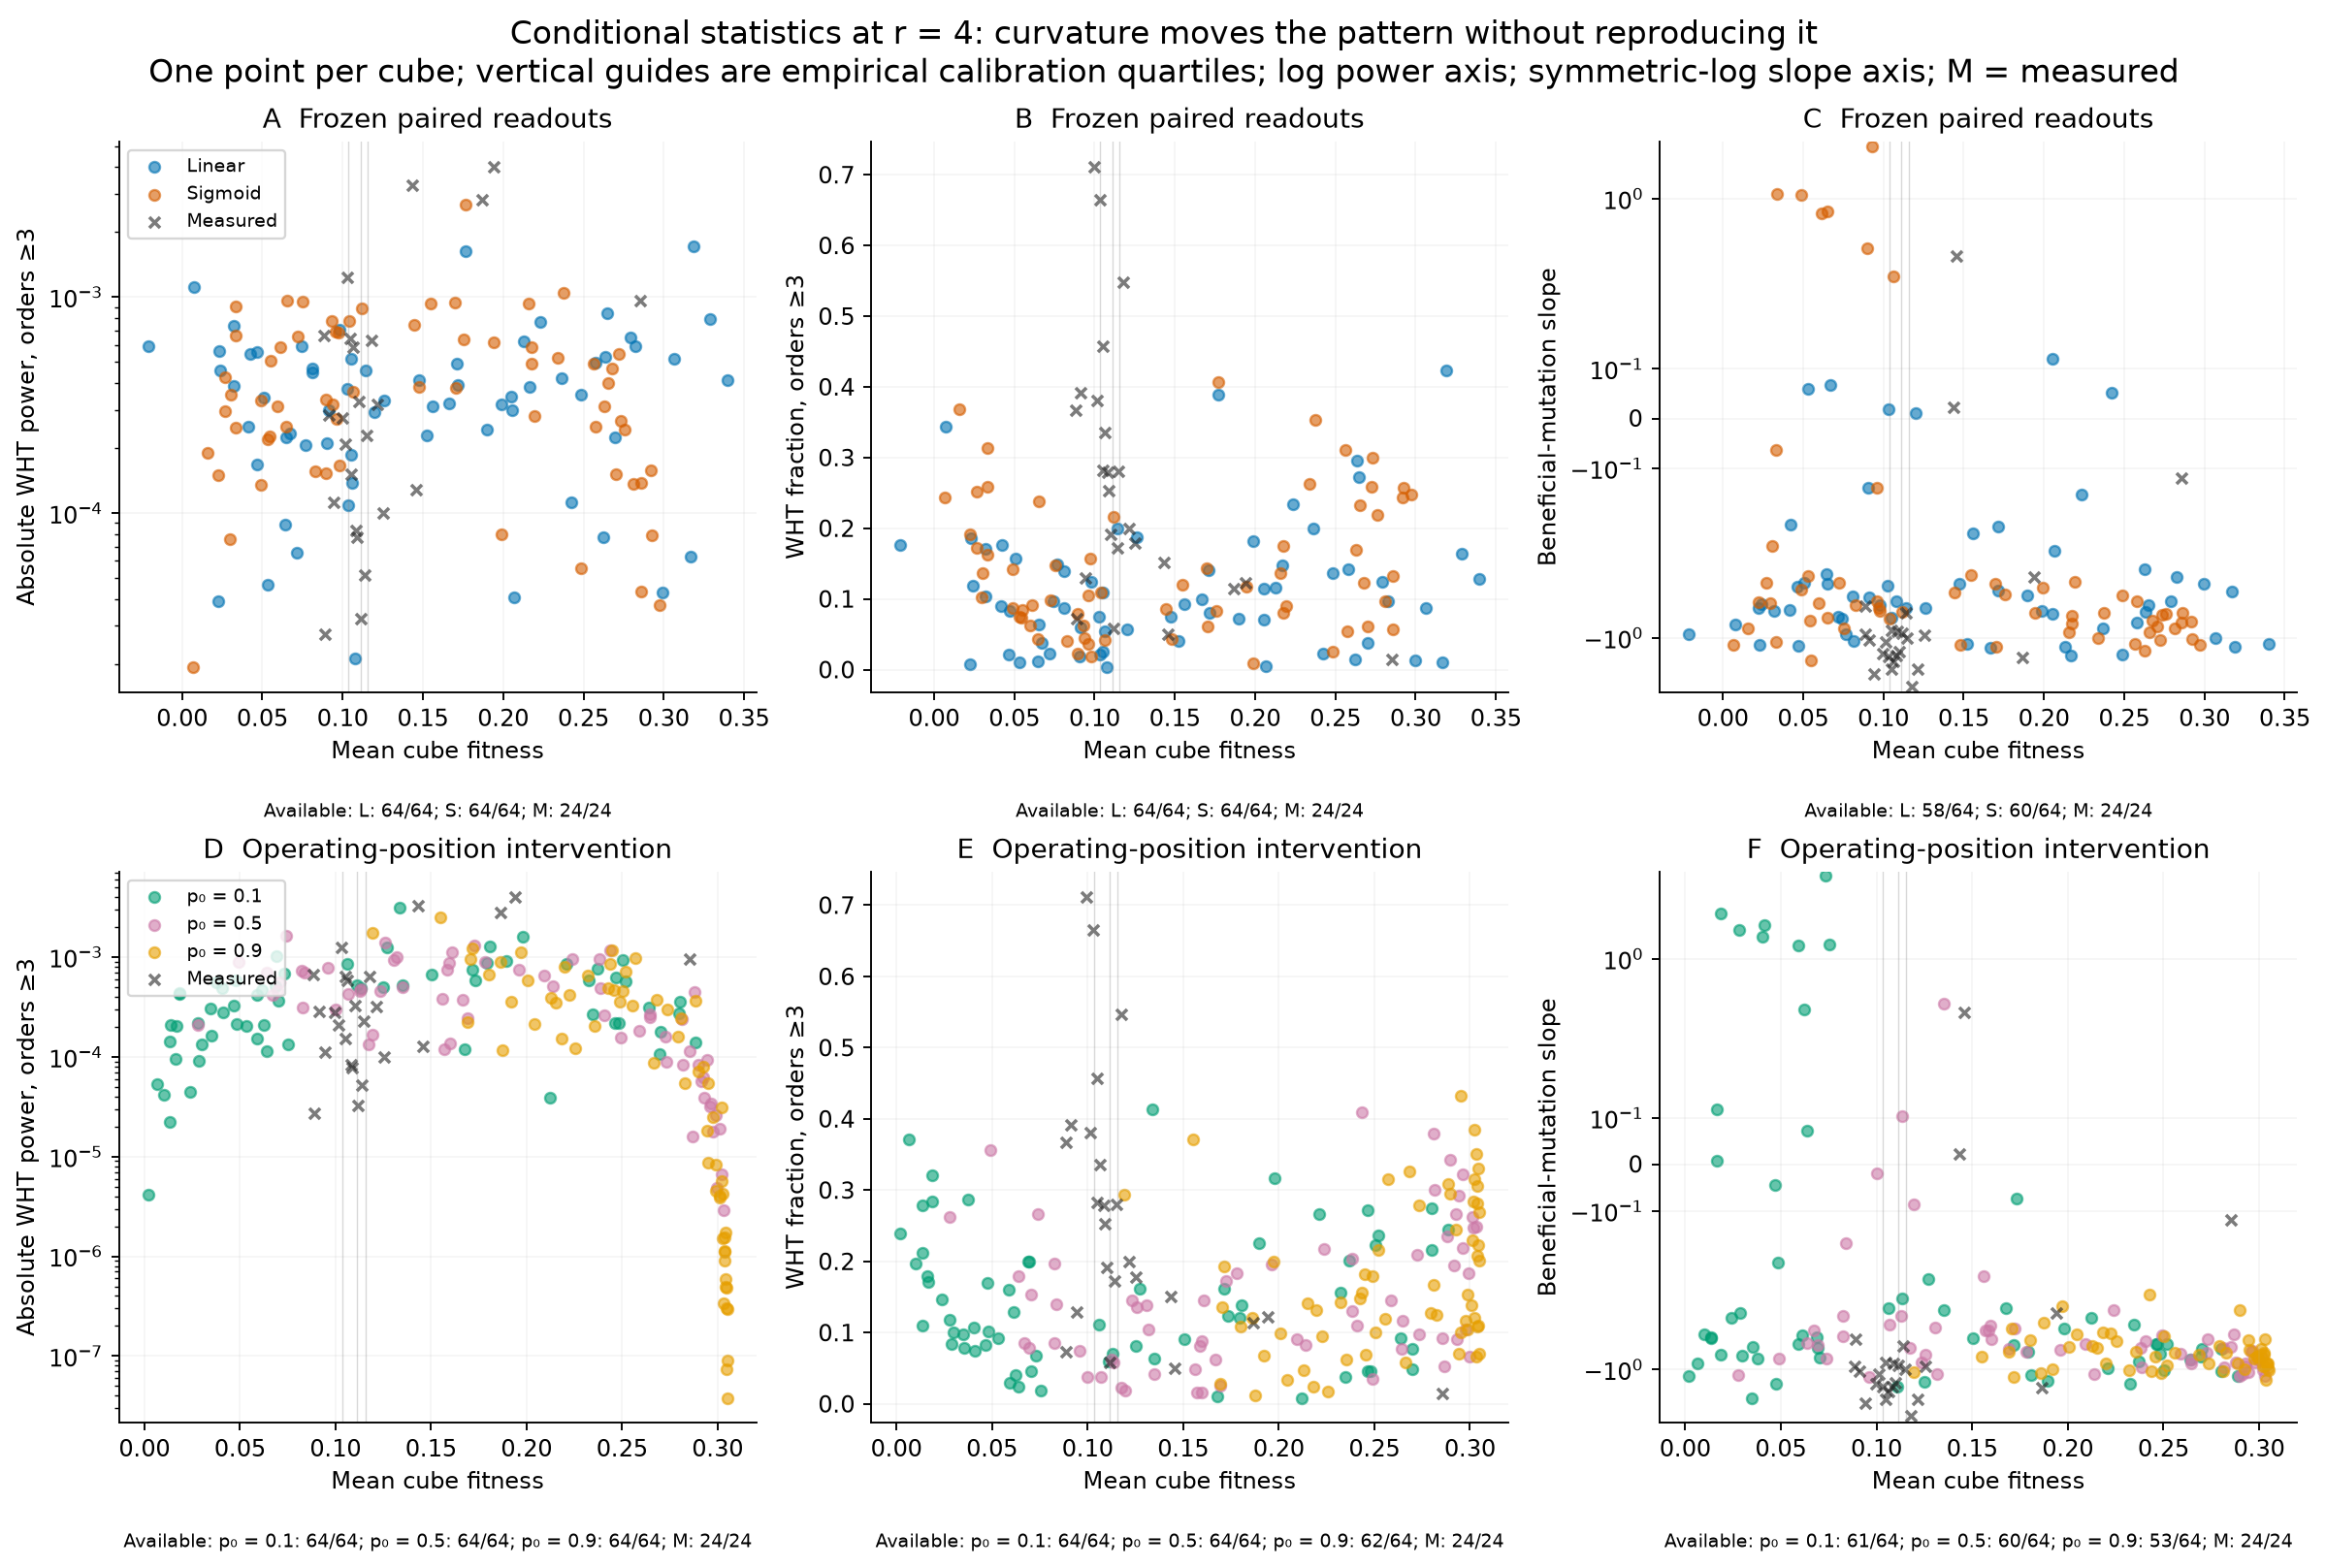 Conditional statistics at r = 4: curvature moves the pattern without reproducing it
One point per cube; vertical guides are empirical calibration quartiles; log power axis; symmetric-log slope axis; M = measured
A Frozen paired readouts
Absolute WHT power, orders ≥3
10⁻³
10⁻⁴
Linear
Sigmoid
Measured
0.00 0.05 0.10 0.15 0.20 0.25 0.30 0.35
Mean cube fitness
Available: L: 64/64; S: 64/64; M: 24/24
B Frozen paired readouts
WHT fraction, orders ≥3
0.7
0.6
0.5
0.4
0.3
0.2
0.1
0.0
0.00 0.05 0.10 0.15 0.20 0.25 0.30 0.35
Mean cube fitness
Available: L: 64/64; S: 64/64; M: 24/24
C Frozen paired readouts
Beneficial-mutation slope
10⁰
10⁻¹
0
−10⁻¹
−10⁰
0.00 0.05 0.10 0.15 0.20 0.25 0.30 0.35
Mean cube fitness
Available: L: 58/64; S: 60/64; M: 24/24
D Operating-position intervention
Absolute WHT power, orders ≥3
10⁻³
10⁻⁴
10⁻⁵
10⁻⁶
10⁻⁷
p₀ = 0.1
p₀ = 0.5
p₀ = 0.9
Measured
0.00 0.05 0.10 0.15 0.20 0.25 0.30
Mean cube fitness
Available: p₀ = 0.1: 64/64; p₀ = 0.5: 64/64; p₀ = 0.9: 64/64; M: 24/24
E Operating-position intervention
WHT fraction, orders ≥3
0.7
0.6
0.5
0.4
0.3
0.2
0.1
0.0
0.00 0.05 0.10 0.15 0.20 0.25 0.30
Mean cube fitness
Available: p₀ = 0.1: 64/64; p₀ = 0.5: 64/64; p₀ = 0.9: 62/64; M: 24/24
F Operating-position intervention
Beneficial-mutation slope
10⁰
10⁻¹
0
−10⁻¹
−10⁰
0.00 0.05 0.10 0.15 0.20 0.25 0.30
Mean cube fitness
Available: p₀ = 0.1: 61/64; p₀ = 0.5: 60/64; p₀ = 0.9: 53/64; M: 24/24